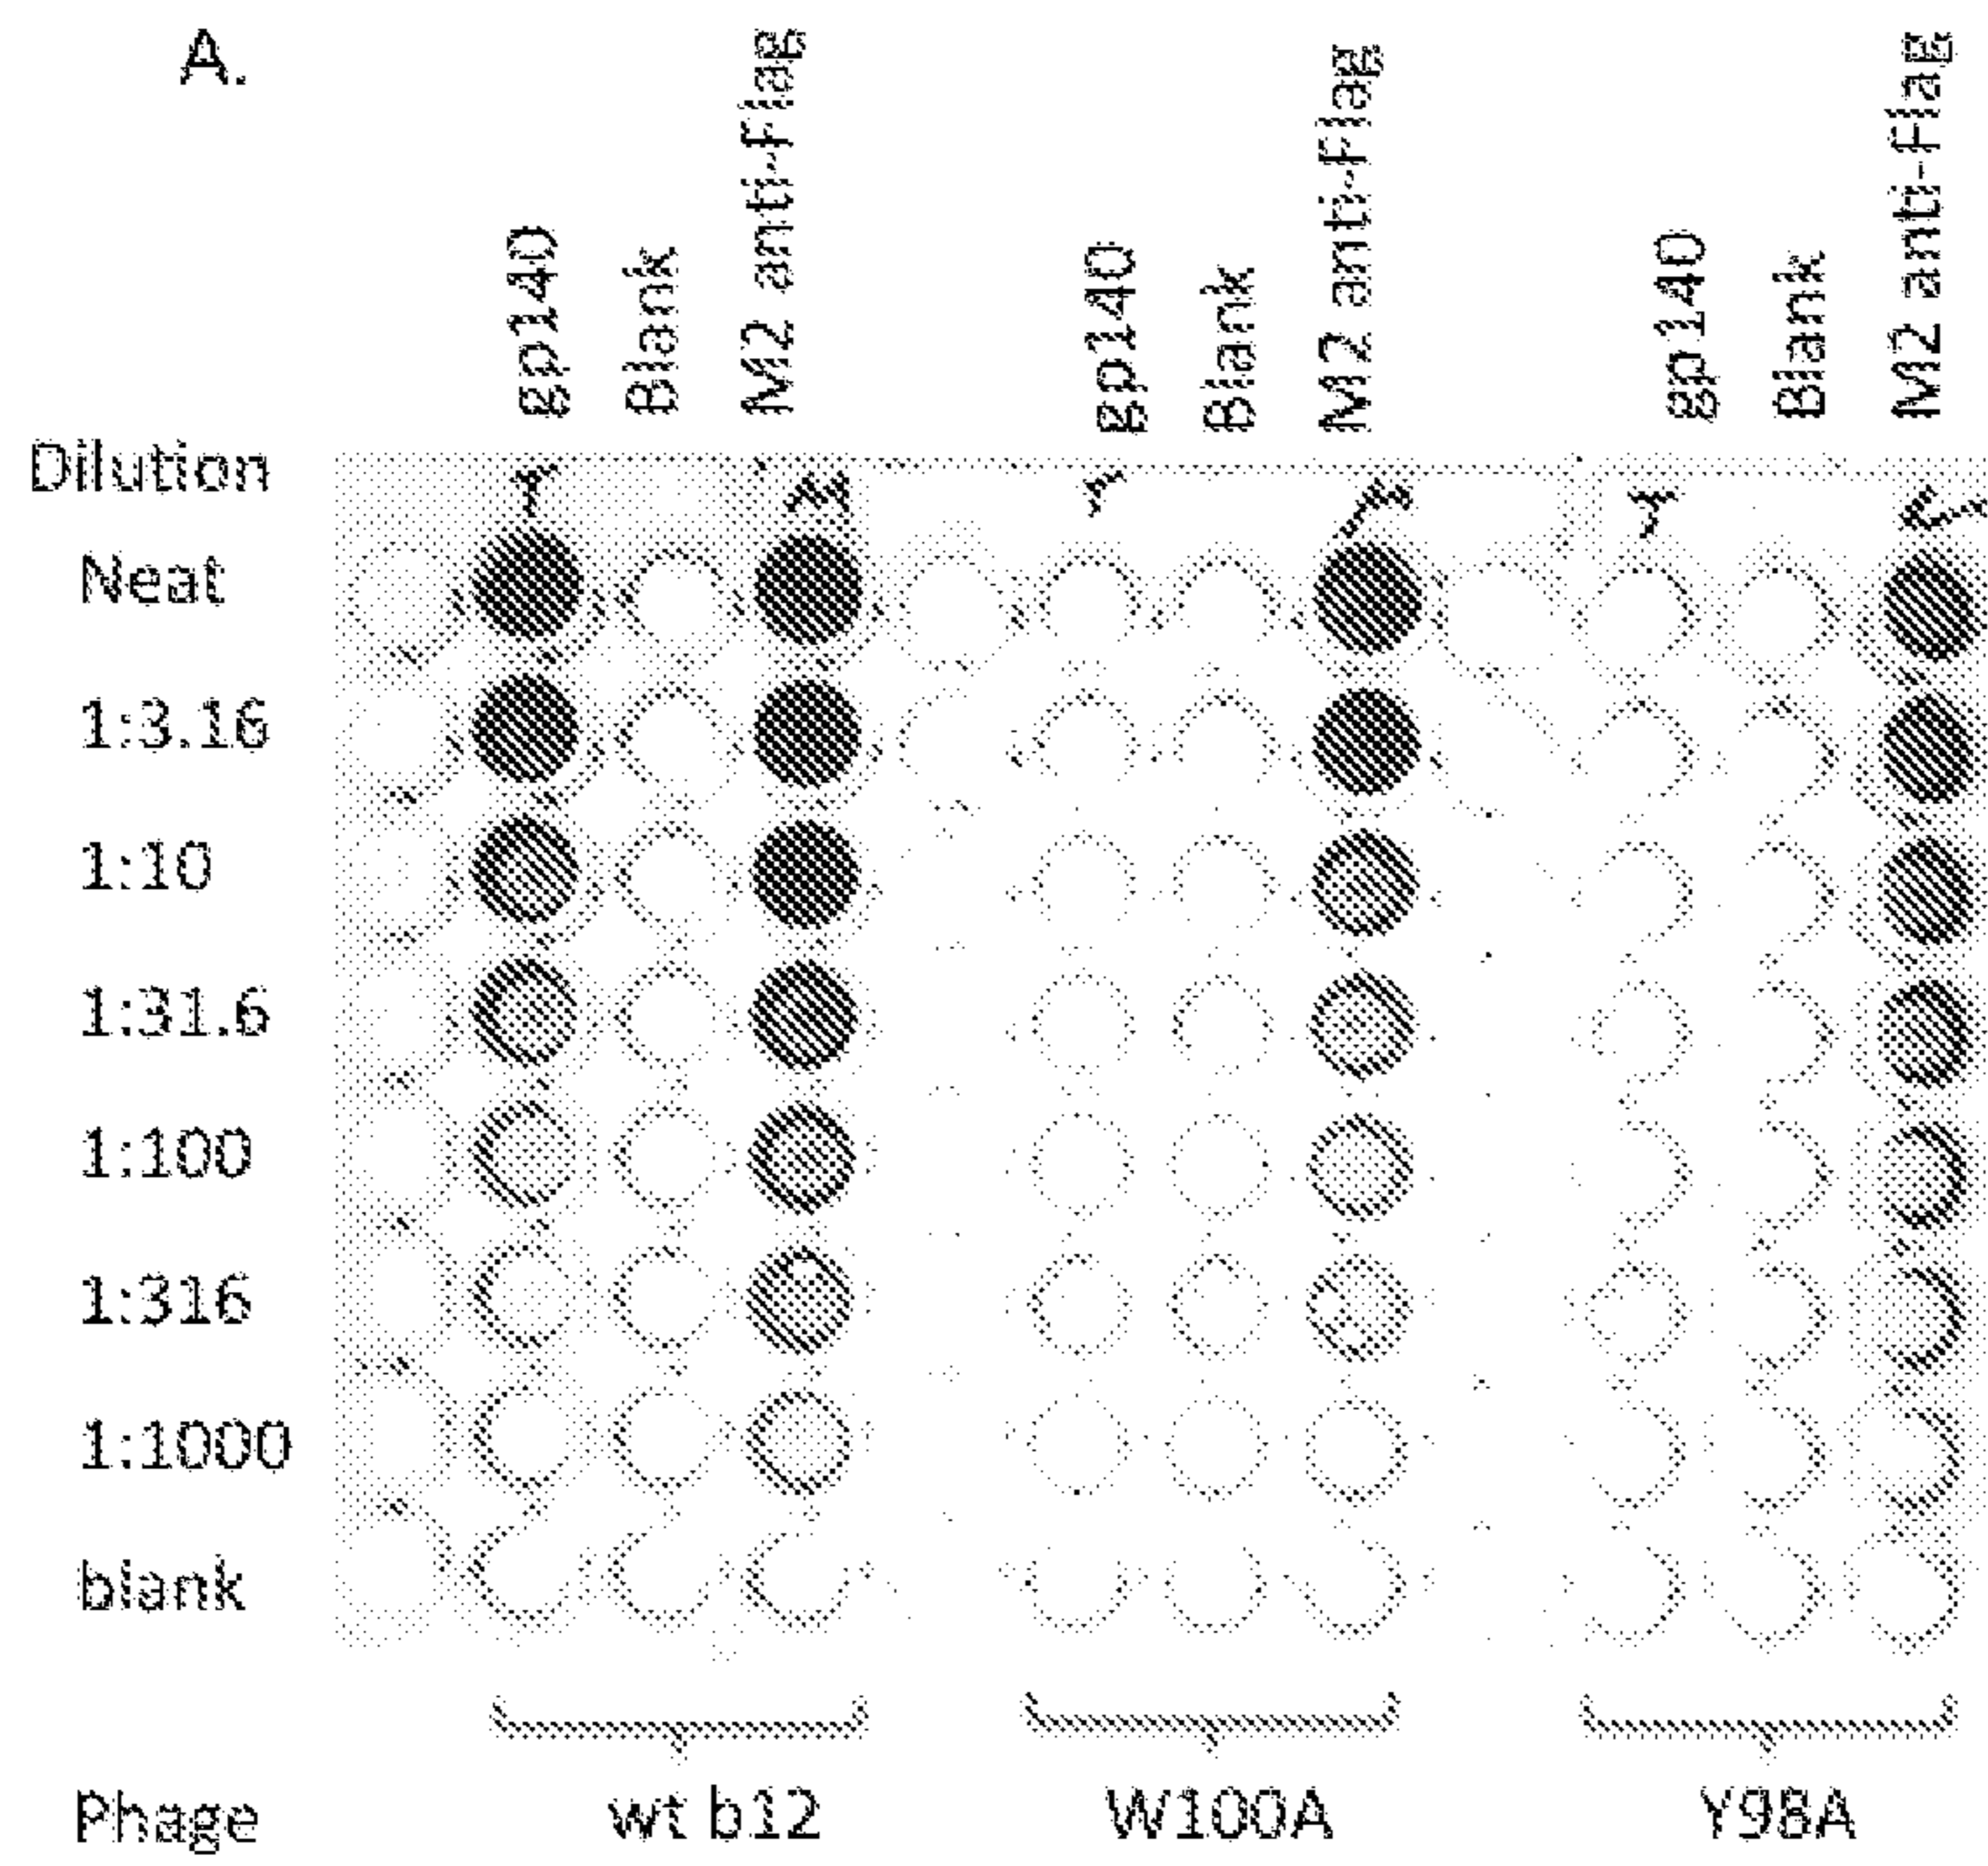 A.
gp140 Blank M2 anti-Flag gp140 Blank M2 anti-Flag gp140 Blank M2 anti-Flag
Dilution
Neat
1:3.16
1:10
1:31.6
1:100
1:316
1:1000
blank
Phage wt b12 W100A Y98A